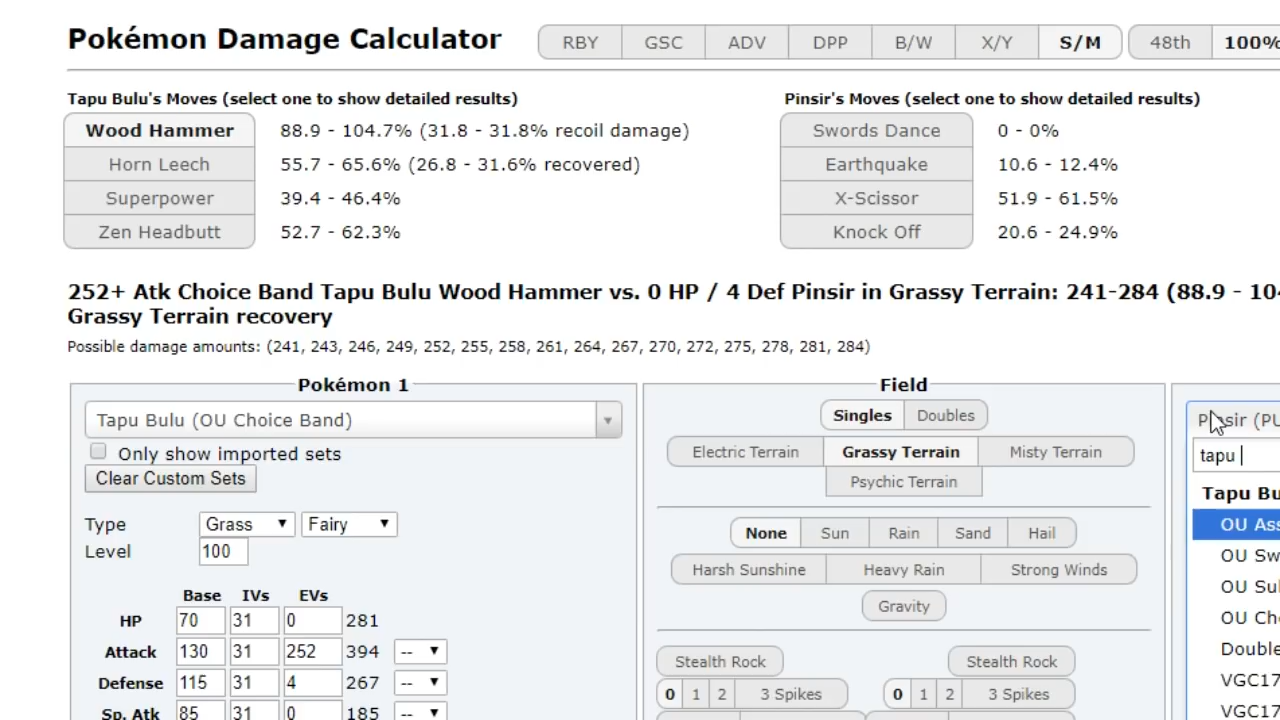 Pokémon Damage Calculator
RBY GSC ADV DPP B/W X/Y S/M 48th 100%
Tapu Bulu's Moves (select one to show detailed results)
Wood Hammer 88.9 - 104.7% (31.8 - 31.8% recoil damage)
Horn Leech 55.7 - 65.6% (26.8 - 31.6% recovered)
Superpower 39.4 - 46.4%
Zen Headbutt 52.7 - 62.3%
Pinsir's Moves (select one to show detailed results)
Swords Dance 0 - 0%
Earthquake 10.6 - 12.4%
X-Scissor 51.9 - 61.5%
Knock Off 20.6 - 24.9%
252+ Atk Choice Band Tapu Bulu Wood Hammer vs. 0 HP / 4 Def Pinsir in Grassy Terrain: 241-284 (88.9 - 10
Grassy Terrain recovery
Possible damage amounts: (241, 243, 246, 249, 252, 255, 258, 261, 264, 267, 270, 272, 275, 278, 281, 284)
Pokémon 1
Tapu Bulu (OU Choice Band)
Only show imported sets
Clear Custom Sets
Type Grass Fairy
Level 100
Base IVs EVs
HP 70 31 0 281
Attack 130 31 252 394 --
Defense 115 31 4 267 --
Sp. Atk 85 31 0 185 --
Field
Singles Doubles
Electric Terrain Grassy Terrain Misty Terrain
Psychic Terrain
None Sun Rain Sand Hail
Harsh Sunshine Heavy Rain Strong Winds
Gravity
Stealth Rock Stealth Rock
0 1 2 3 Spikes 0 1 2 3 Spikes
(PU
tapu
Tapu Bu
OU Ass
OU Sw
OU Su
OU Ch
Double
VGC17
VGC17